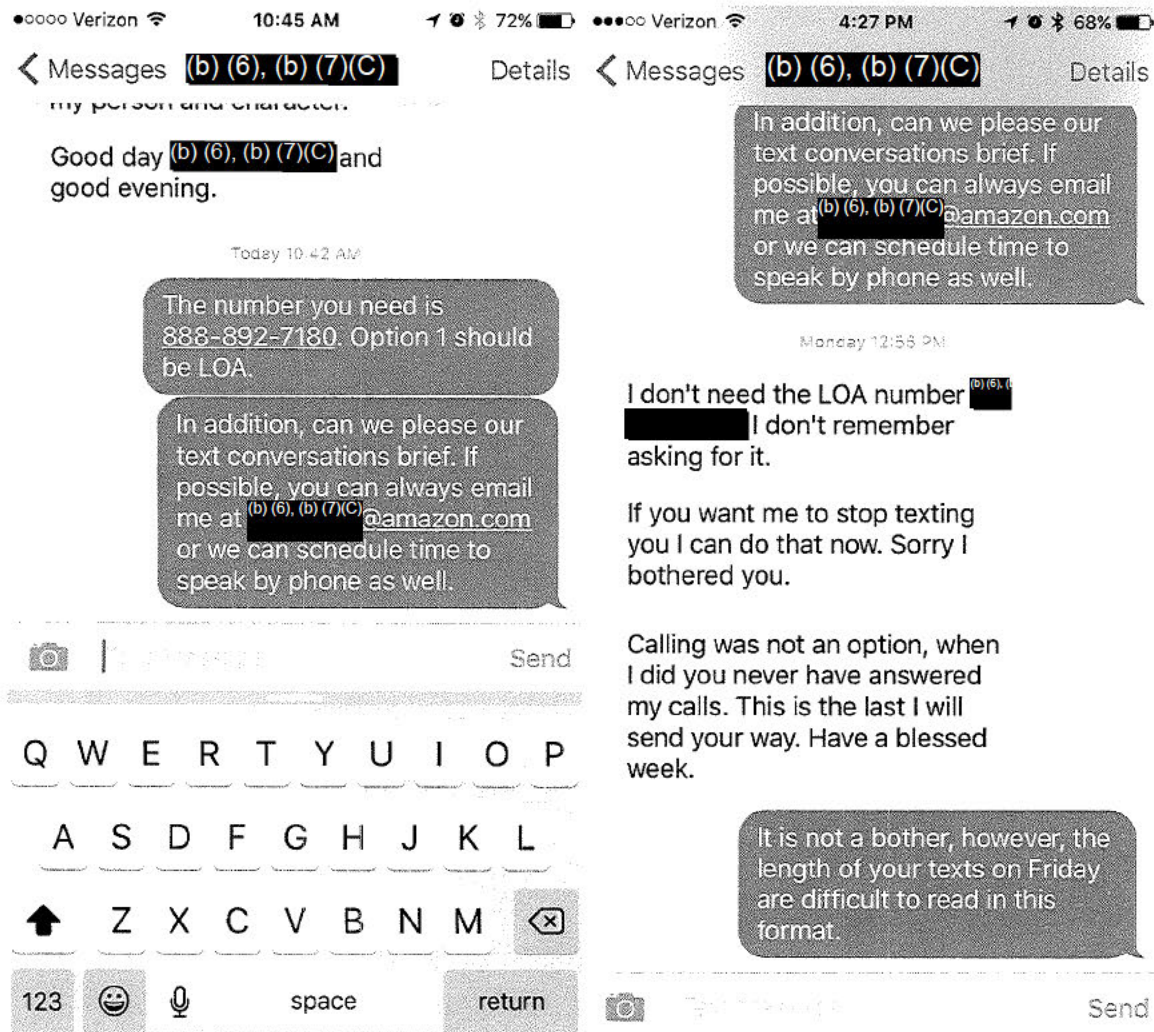 Verizon 10:45 AM 72%
Messages (b) (6), (b) (7)(C) Details
my person and character.
Good day (b) (6), (b) (7)(C) and
good evening.
Today 10:42 AM
The number you need is
888-892-7180. Option 1 should
be LOA.
In addition, can we please our
text conversations brief. If
possible, you can always email
me at (b) (6), (b) (7)(C) @amazon.com
or we can schedule time to
speak by phone as well.
Send
Q W E R T Y U I O P
A S D F G H J K L
Z X C V B N M
123 space return
Verizon 4:27 PM 68%
Messages (b) (6), (b) (7)(C) Details
In addition, can we please our
text conversations brief. If
possible, you can always email
me at (b) (6), (b) (7)(C) @amazon.com
or we can schedule time to
speak by phone as well.
Monday 12:56 PM
I don't need the LOA number (b) (6), (
I don't remember
asking for it.
If you want me to stop texting
you I can do that now. Sorry I
bothered you.
Calling was not an option, when
I did you never have answered
my calls. This is the last I will
send your way. Have a blessed
week.
It is not a bother, however, the
length of your texts on Friday
are difficult to read in this
format.
Send